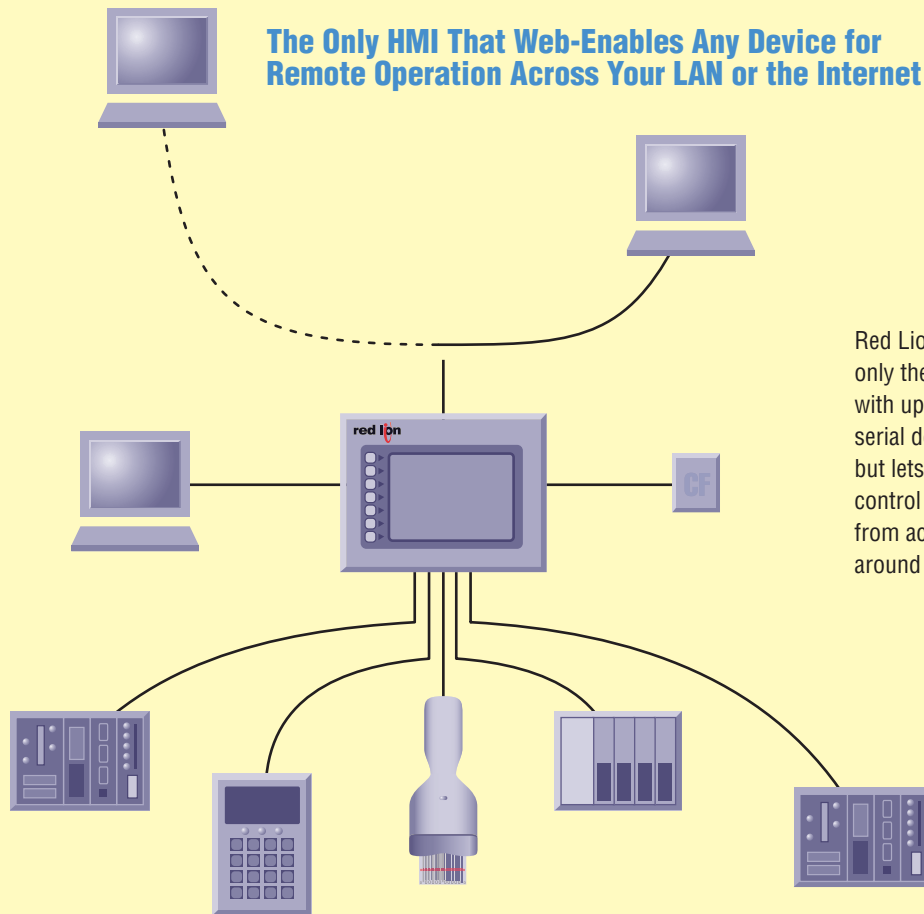 The Only HMI That Web-Enables Any Device for
Remote Operation Across Your LAN or the Internet
red lion
CF
Red Lio
only the
with up
serial d
but lets
control
from ac
around